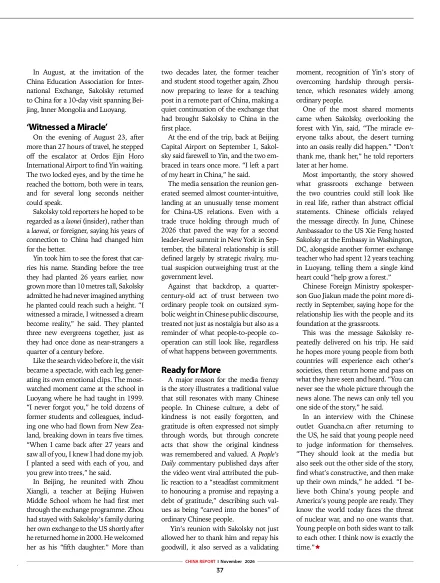 In August, at the invitation of the
China Education Association for Inter-
national Exchange, Sakolsky returned
to China for a 10-day visit spanning Bei-
jing, Inner Mongolia and Luoyang.
‘Witnessed a Miracle’
On the evening of August 23, after
more than 27 hours of travel, he stepped
off the escalator at Ordos Ejin Horo
International Airport to find Yin waiting.
The two locked eyes, and by the time he
reached the bottom, both were in tears,
and for several long seconds neither
could speak.
Sakolsky told reporters he hoped to be
regarded as a laonei (insider), rather than
a laowai, or foreigner, saying his years of
connection to China had changed him
for the better.
Yin took him to see the forest that car-
ries his name. Standing before the tree
they had planted 26 years earlier, now
grown more than 10 metres tall, Sakolsky
admitted he had never imagined anything
he planted could reach such a height. "I
witnessed a miracle, I witnessed a dream
become reality," he said. They planted
three new evergreens together, just as
they had once done as near-strangers a
quarter of a century before.
Like the search video before it, the visit
became a spectacle, with each leg gener-
ating its own emotional clips. The most-
watched moment came at the school in
Luoyang where he had taught in 1999.
"I never forgot you," he told dozens of
former students and colleagues, includ-
ing one who had flown from New Zea-
land, breaking down in tears five times.
"When I came back after 27 years and
saw all of you, I knew I had done my job.
I planted a seed with each of you, and
you grew into trees," he said.
In Beijing, he reunited with Zhou
Xiangli, a teacher at Beijing Huiwen
Middle School whom he had first met
through the exchange programme. Zhou
had stayed with Sakolsky's family during
her own exchange to the US shortly after
he returned home in 2000. He welcomed
her as his "fifth daughter." More than
two decades later, the former teacher
and student stood together again, Zhou
now preparing to leave for a teaching
post in a remote part of China, making a
quiet continuation of the exchange that
had brought Sakolsky to China in the
first place.
At the end of the trip, back at Beijing
Capital Airport on September 1, Sakol-
sky said farewell to Yin, and the two em-
braced in tears once more. "I left a part
of my heart in China," he said.
The media sensation the reunion gen-
erated seemed almost counter-intuitive,
landing at an unusually tense moment
for China-US relations. Even with a
trade truce holding through much of
2026 that paved the way for a second
leader-level summit in New York in Sep-
tember, the bilateral relationship is still
defined largely by strategic rivalry, mu-
tual suspicion outweighing trust at the
government level.
Against that backdrop, a quarter-
century-old act of trust between two
ordinary people took on outsized sym-
bolic weight in Chinese public discourse,
treated not just as nostalgia but also as a
reminder of what people-to-people co-
operation can still look like, regardless
of what happens between governments.
Ready for More
A major reason for the media frenzy
is the story illustrates a traditional value
that still resonates with many Chinese
people. In Chinese culture, a debt of
kindness is not easily forgotten, and
gratitude is often expressed not simply
through words, but through concrete
acts that show the original kindness
was remembered and valued. A People's
Daily commentary published days after
the video went viral attributed the pub-
lic reaction to a "steadfast commitment
to honouring a promise and repaying a
debt of gratitude," describing such val-
ues as being "carved into the bones" of
ordinary Chinese people.
Yin's reunion with Sakolsky not just
allowed her to thank him and repay his
goodwill, it also served as a validating
moment, recognition of Yin's story of
overcoming hardship through persis-
tence, which resonates widely among
ordinary people.
One of the most shared moments
came when Sakolsky, overlooking the
forest with Yin, said, "The miracle ev-
eryone talks about, the desert turning
into an oasis really did happen." "Don't
thank me, thank her," he told reporters
later at her home.
Most importantly, the story showed
what grassroots exchange between
the two countries could still look like
in real life, rather than abstract official
statements. Chinese officials relayed
the message directly. In June, Chinese
Ambassador to the US Xie Feng hosted
Sakolsky at the Embassy in Washington,
DC, alongside another former exchange
teacher who had spent 12 years teaching
in Luoyang, telling them a single kind
heart could "help grow a forest."
Chinese Foreign Ministry spokesper-
son Guo Jiakun made the point more di-
rectly in September, saying hope for the
relationship lies with the people and its
foundation at the grassroots.
This was the message Sakolsky re-
peatedly delivered on his trip. He said
he hopes more young people from both
countries will experience each other's
societies, then return home and pass on
what they have seen and heard. "You can
never see the whole picture through the
news alone. The news can only tell you
one side of the story," he said.
In an interview with the Chinese
outlet Guancha.cn after returning to
the US, he said that young people need
to judge information for themselves.
"They should look at the media but
also seek out the other side of the story,
find what's constructive, and then make
up their own minds," he added. "I be-
lieve both China's young people and
America's young people are ready. They
know the world today faces the threat
of nuclear war, and no one wants that.
Young people on both sides want to talk
to each other. I think now is exactly the
time."★
CHINA REPORT I November 2026
37